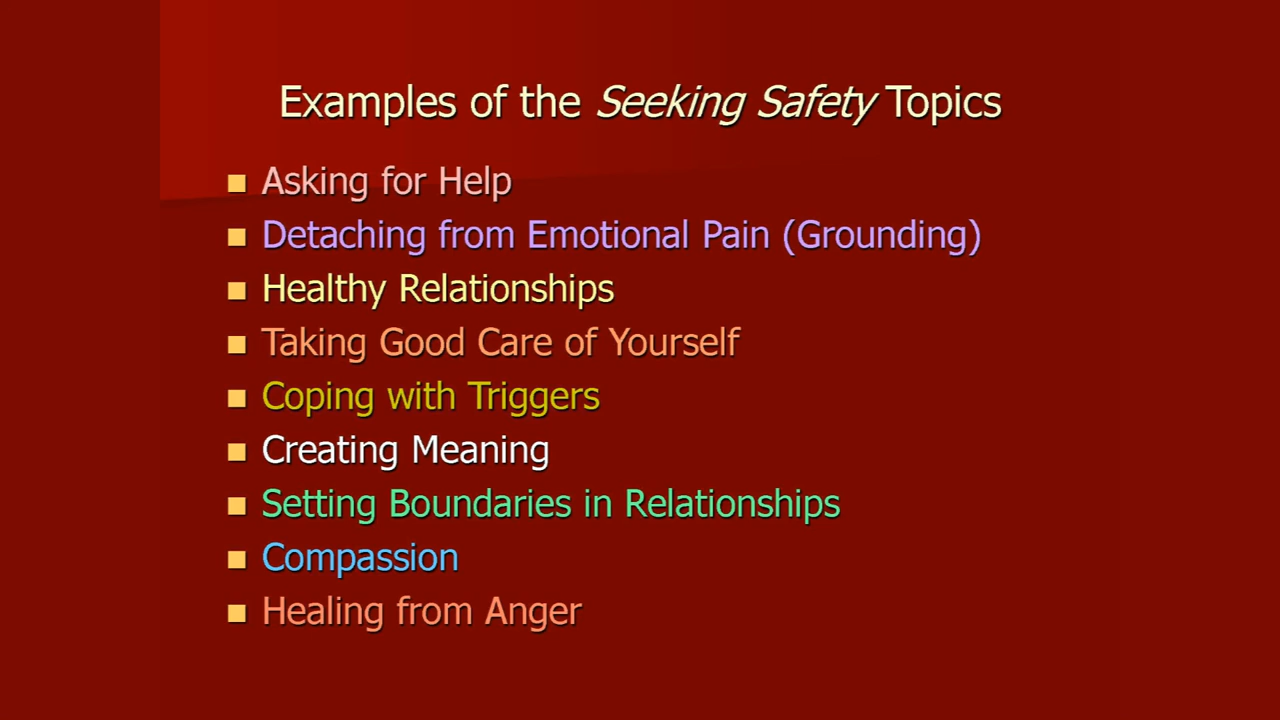 Examples of the Seeking Safety Topics
Asking for Help
Detaching from Emotional Pain (Grounding)
Healthy Relationships
Taking Good Care of Yourself
Coping with Triggers
Creating Meaning
Setting Boundaries in Relationships
Compassion
Healing from Anger